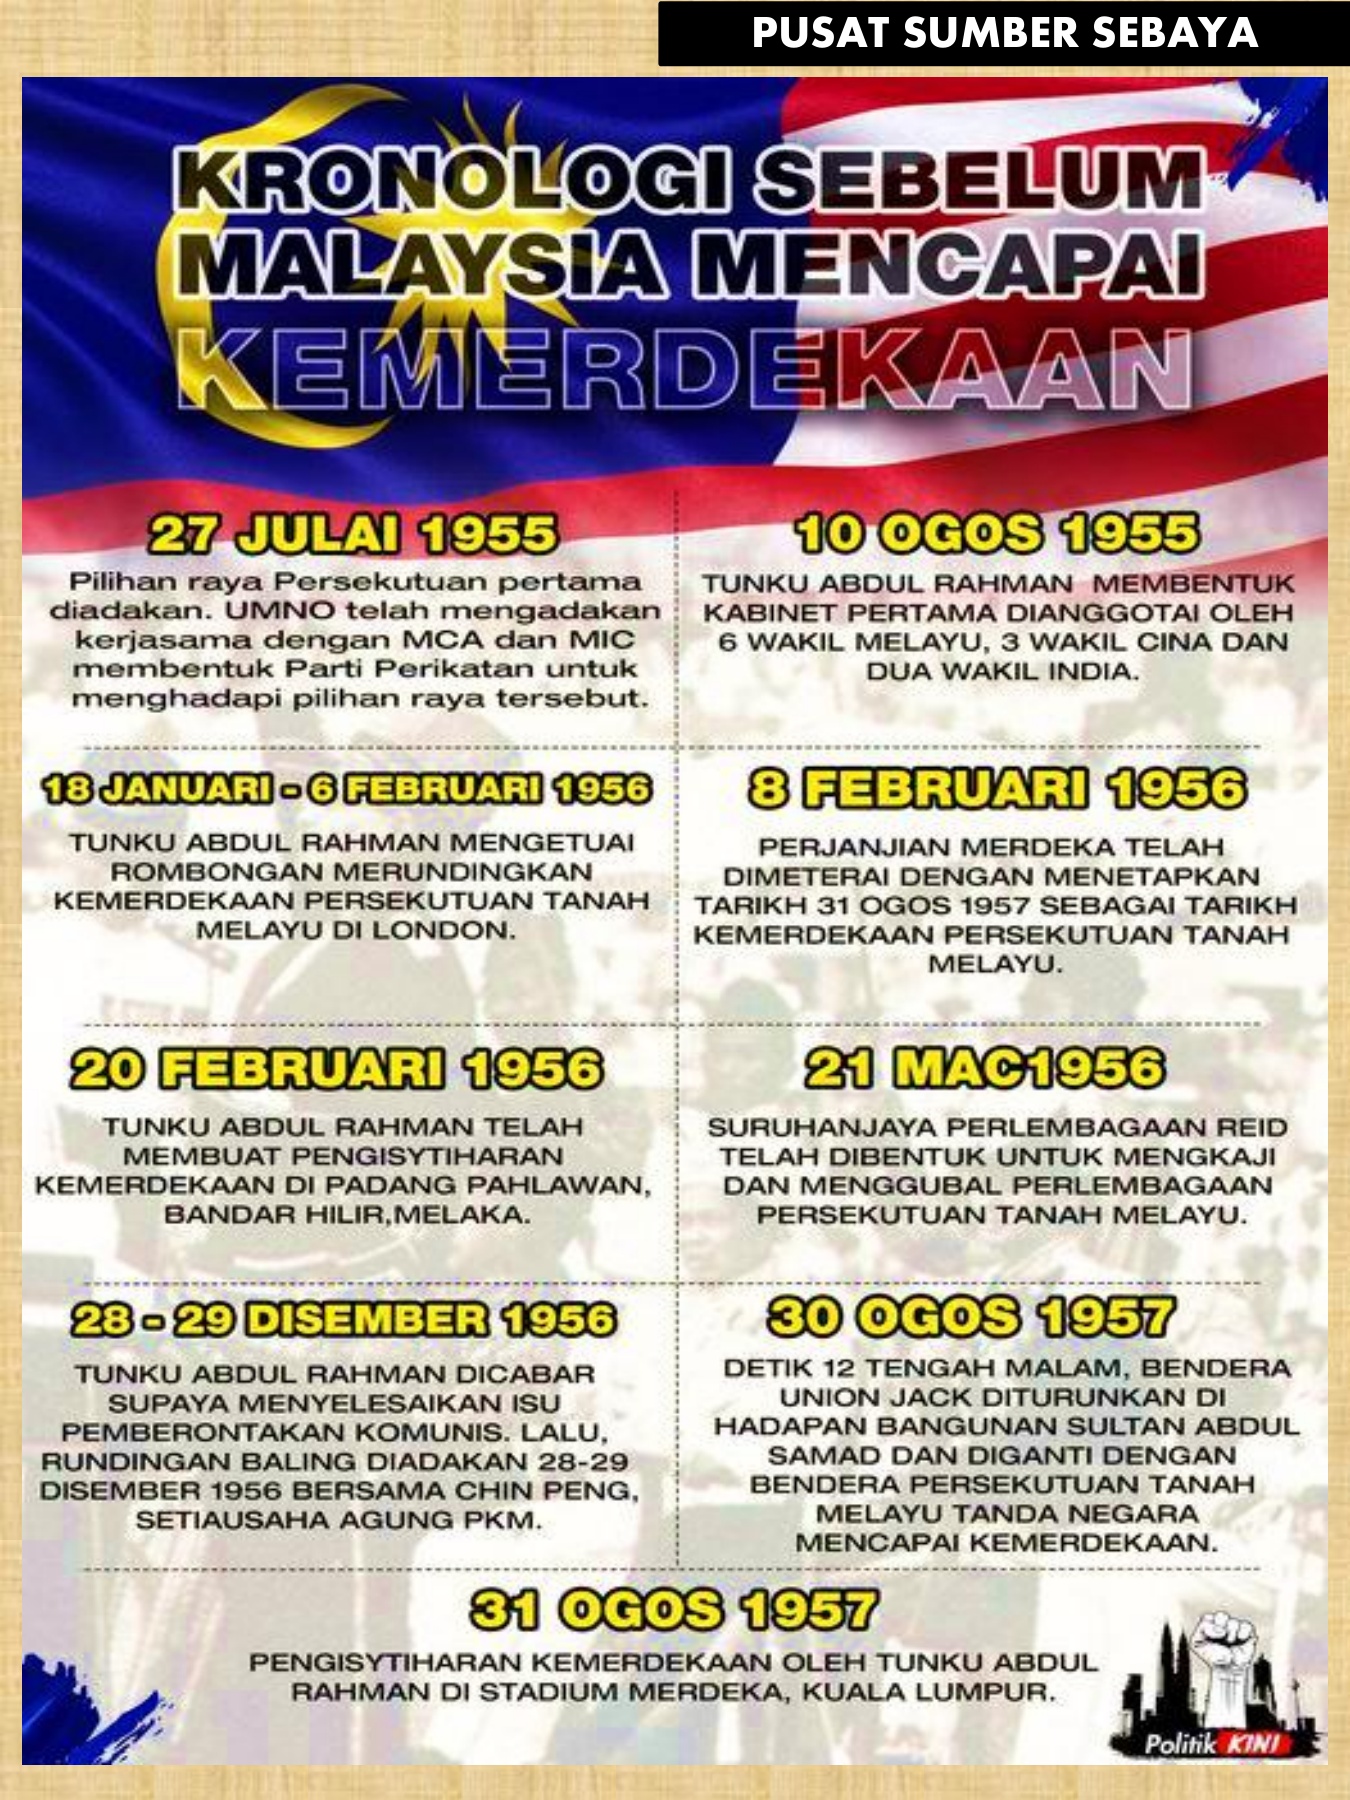 PUSAT SUMBER SEBAYA
KRONOLOGI SEBELUM
MALAYSIA MENCAPAI
KEMERDEKAAN
27 JULAI 1955
Pilihan raya Persekutuan pertama
diadakan. UMNO telah mengadakan
kerjasama dengan MCA dan MIC
membentuk Parti Perikatan untuk
menghadapi pilihan raya tersebut.
10 OGOS 1955
TUNKU ABDUL RAHMAN MEMBENTUK
KABINET PERTAMA DIANGGOTAI OLEH
6 WAKIL MELAYU, 3 WAKIL CINA DAN
DUA WAKIL INDIA.
18 JANUARI - 6 FEBRUARI 1956
TUNKU ABDUL RAHMAN MENGETUAI
ROMBONGAN MERUNDINGKAN
KEMERDEKAAN PERSEKUTUAN TANAH
MELAYU DI LONDON.
8 FEBRUARI 1956
PERJANJIAN MERDEKA TELAH
DIMETERAI DENGAN MENETAPKAN
TARIKH 31 OGOS 1957 SEBAGAI TARIKH
KEMERDEKAAN PERSEKUTUAN TANAH
MELAYU.
20 FEBRUARI 1956
TUNKU ABDUL RAHMAN TELAH
MEMBUAT PENGISYTIHARAN
KEMERDEKAAN DI PADANG PAHLAWAN,
BANDAR HILIR,MELAKA.
21 MAC1956
SURUHANJAYA PERLEMBAGAAN REID
TELAH DIBENTUK UNTUK MENGKAJI
DAN MENGGUBAL PERLEMBAGAAN
PERSEKUTUAN TANAH MELAYU.
28 - 29 DISEMBER 1956
TUNKU ABDUL RAHMAN DICABAR
SUPAYA MENYELESAIKAN ISU
PEMBERONTAKAN KOMUNIS. LALU,
RUNDINGAN BALING DIADAKAN 28-29
DISEMBER 1956 BERSAMA CHIN PENG,
SETIAUSAHA AGUNG PKM.
30 OGOS 1957
DETIK 12 TENGAH MALAM, BENDERA
UNION JACK DITURUNKAN DI
HADAPAN BANGUNAN SULTAN ABDUL
SAMAD DAN DIGANTI DENGAN
BENDERA PERSEKUTUAN TANAH
MELAYU TANDA NEGARA
MENCAPAI KEMERDEKAAN.
31 OGOS 1957
PENGISYTIHARAN KEMERDEKAAN OLEH TUNKU ABDUL
RAHMAN DI STADIUM MERDEKA, KUALA LUMPUR.
Politik KINI